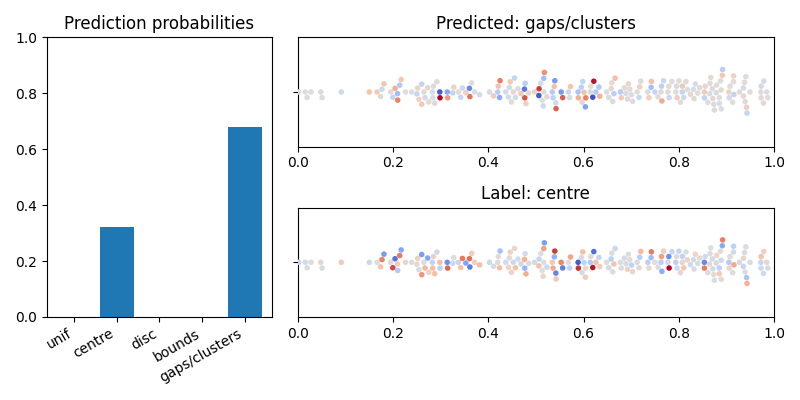 Prediction probabilities
1.0
0.8
0.6
0.4
0.2
0.0
unif
centre
disc
bounds
gaps/clusters
Predicted: gaps/clusters
0.0 0.2 0.4 0.6 0.8 1.0
Label: centre
0.0 0.2 0.4 0.6 0.8 1.0